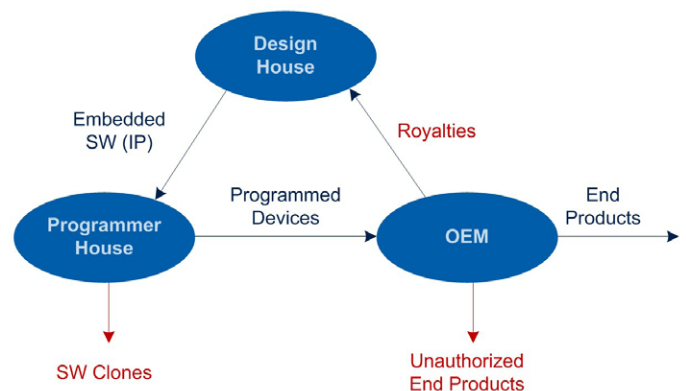 Design
House
Embedded
SW (IP)
Royalties
Programmer
House
Programmed
Devices
OEM
End
Products
SW Clones
Unauthorized
End Products